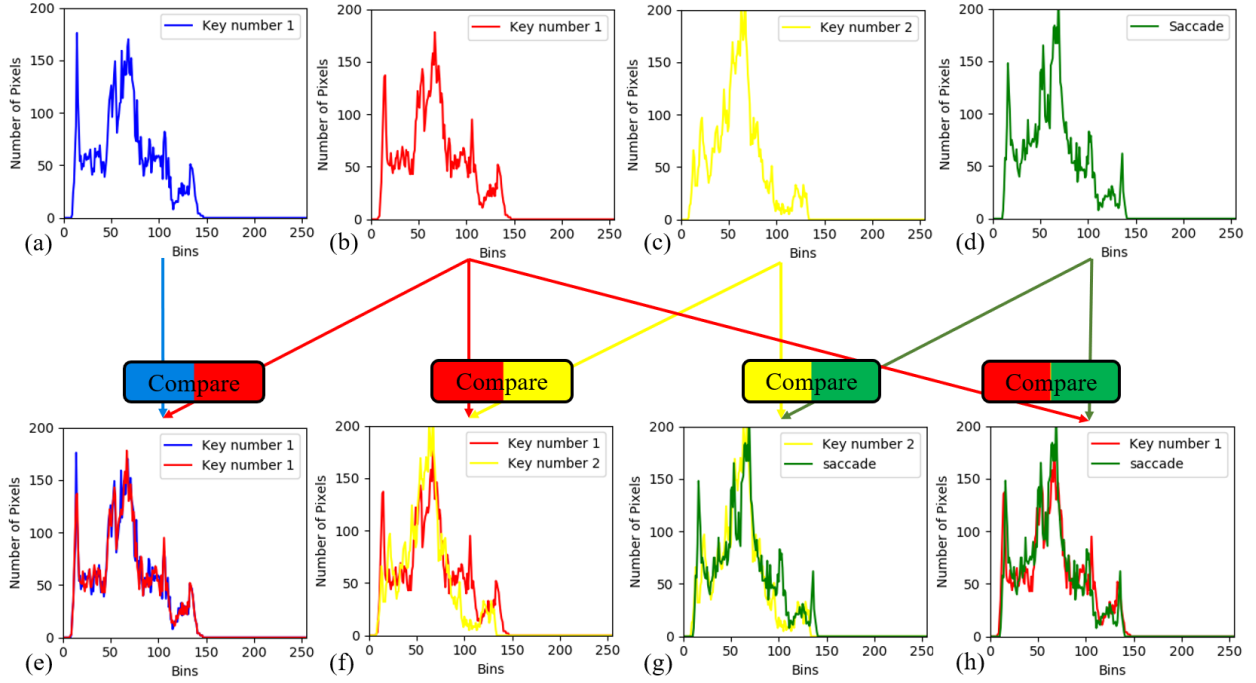 200
150
100
50
0
Number of Pixels
Key number 1
0 50 100 150 200 250
Bins
(a)
200
150
100
50
0
Number of Pixels
Key number 1
0 50 100 150 200 250
Bins
(b)
200
150
100
50
0
Number of Pixels
Key number 2
0 50 100 150 200 250
Bins
(c)
200
150
100
50
0
Number of Pixels
Saccade
0 50 100 150 200 250
Bins
(d)
Compare
Compare
Compare
Compare
200
150
100
50
0
Number of Pixels
Key number 1
Key number 1
0 50 100 150 200 250
Bins
(e)
200
150
100
50
0
Number of Pixels
Key number 1
Key number 2
0 50 100 150 200 250
Bins
(f)
200
150
100
50
0
Number of Pixels
Key number 2
saccade
0 50 100 150 200 250
Bins
(g)
200
150
100
50
0
Number of Pixels
Key number 1
saccade
0 50 100 150 200 250
Bins
(h)